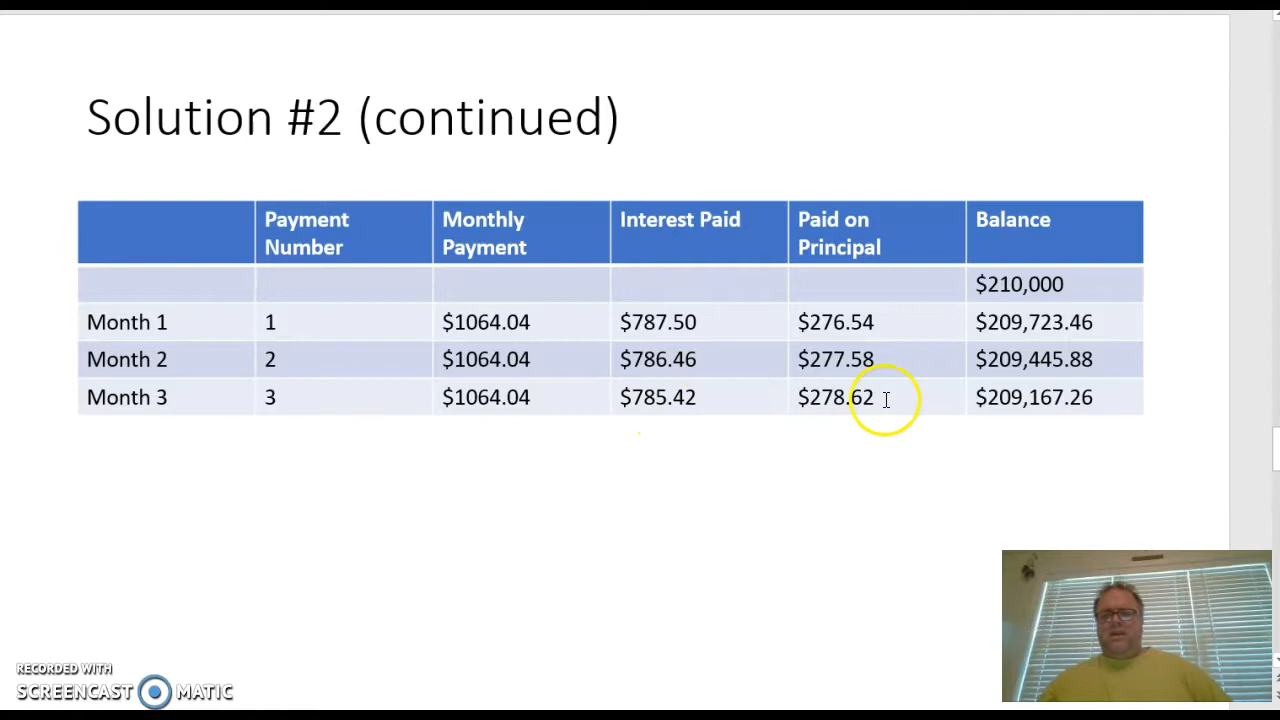 Solution #2 (continued)
Payment Number Monthly Payment Interest Paid Paid on Principal Balance
$210,000
Month 1 1 $1064.04 $787.50 $276.54 $209,723.46
Month 2 2 $1064.04 $786.46 $277.58 $209,445.88
Month 3 3 $1064.04 $785.42 $278.62 $209,167.26
RECORDED WITH
SCREENCAST MATIC